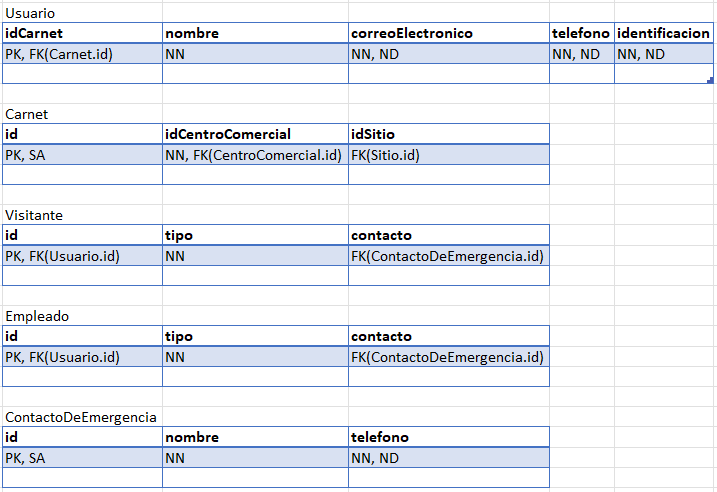 Usuario
idCarnet nombre correoElectronico telefono identificacion
PK, FK(Carnet.id) NN NN, ND NN, ND NN, ND
Carnet
id idCentroComercial idSitio
PK, SA NN, FK(CentroComercial.id) FK(Sitio.id)
Visitante
id tipo contacto
PK, FK(Usuario.id) NN FK(ContactoDeEmergencia.id)
Empleado
id tipo contacto
PK, FK(Usuario.id) NN FK(ContactoDeEmergencia.id)
ContactoDeEmergencia
id nombre telefono
PK, SA NN NN, ND